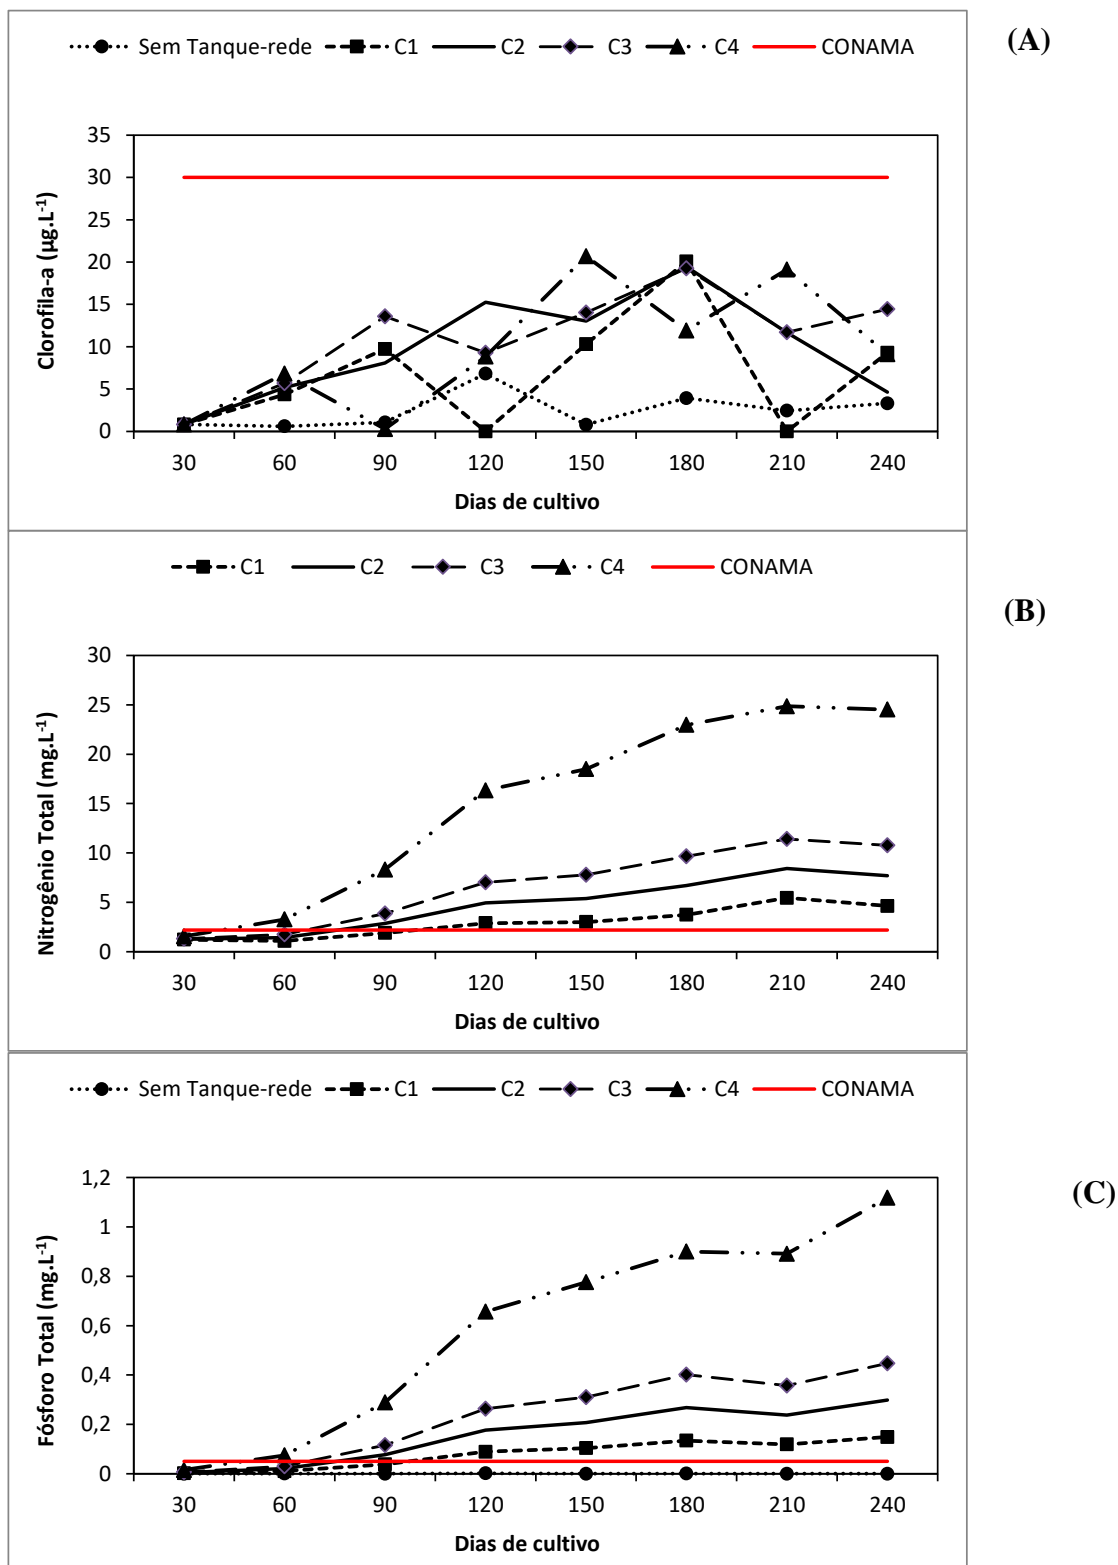 Sem Tanque-rede C1 C2 C3 C4 CONAMA
(A)
Clorofila-a (µg.L⁻¹)
35
30
25
20
15
10
5
0
30 60 90 120 150 180 210 240
Dias de cultivo
C1 C2 C3 C4 CONAMA
(B)
Nitrogênio Total (mg.L⁻¹)
30
25
20
15
10
5
0
30 60 90 120 150 180 210 240
Dias de cultivo
Sem Tanque-rede C1 C2 C3 C4 CONAMA
(C)
Fósforo Total (mg.L⁻¹)
1,2
1
0,8
0,6
0,4
0,2
0
30 60 90 120 150 180 210 240
Dias de cultivo